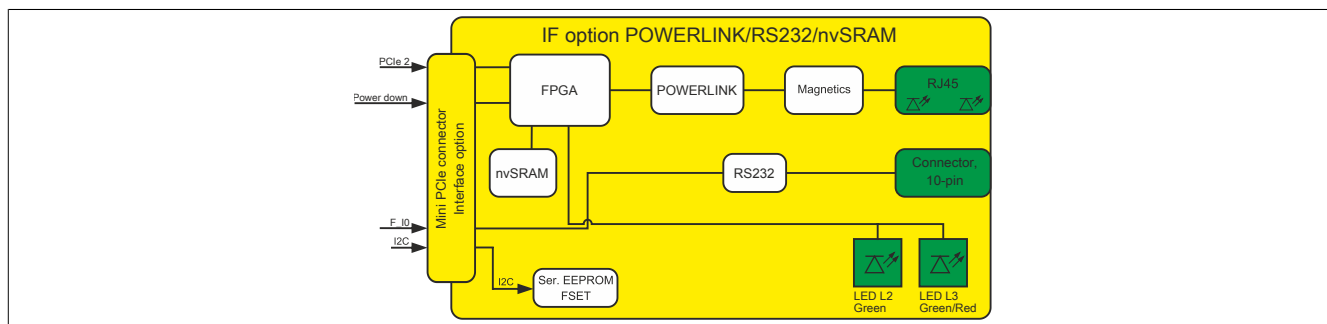 IF option POWERLINK/RS232/nvSRAM
PCIe 2
Power down
F_I0
I2C
Mini PCIe connector
Interface option
FPGA
POWERLINK
Magnetics
RJ45
nvSRAM
RS232
Connector,
10-pin
I2C
Ser. EEPROM
FSET
LED L2
Green
LED L3
Green/Red